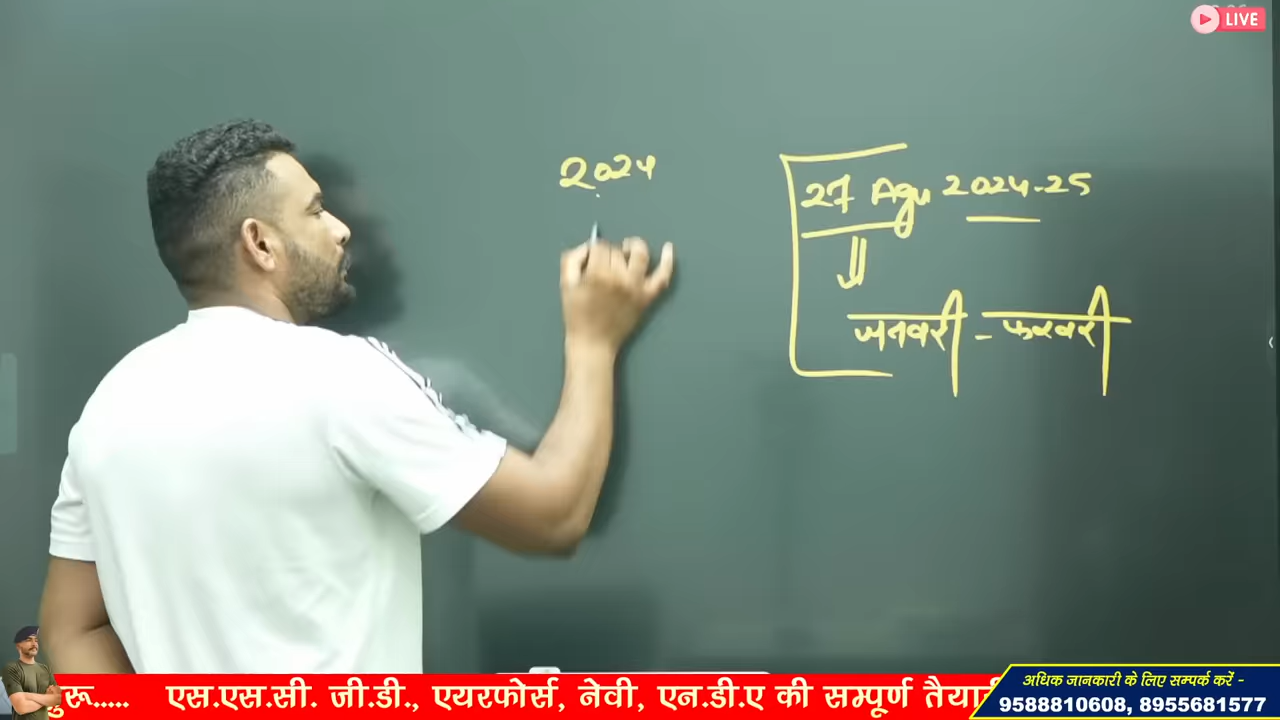 LIVE
2024
27 Agu 2024-25
जनवरी - फरवरी
गुरू..... एस.एस.सी. जी.डी., एयरफोर्स, नेवी, एन.डी.ए की सम्पूर्ण तैयारी
अधिक जानकारी के लिए सम्पर्क करें -
9588810608, 8955681577